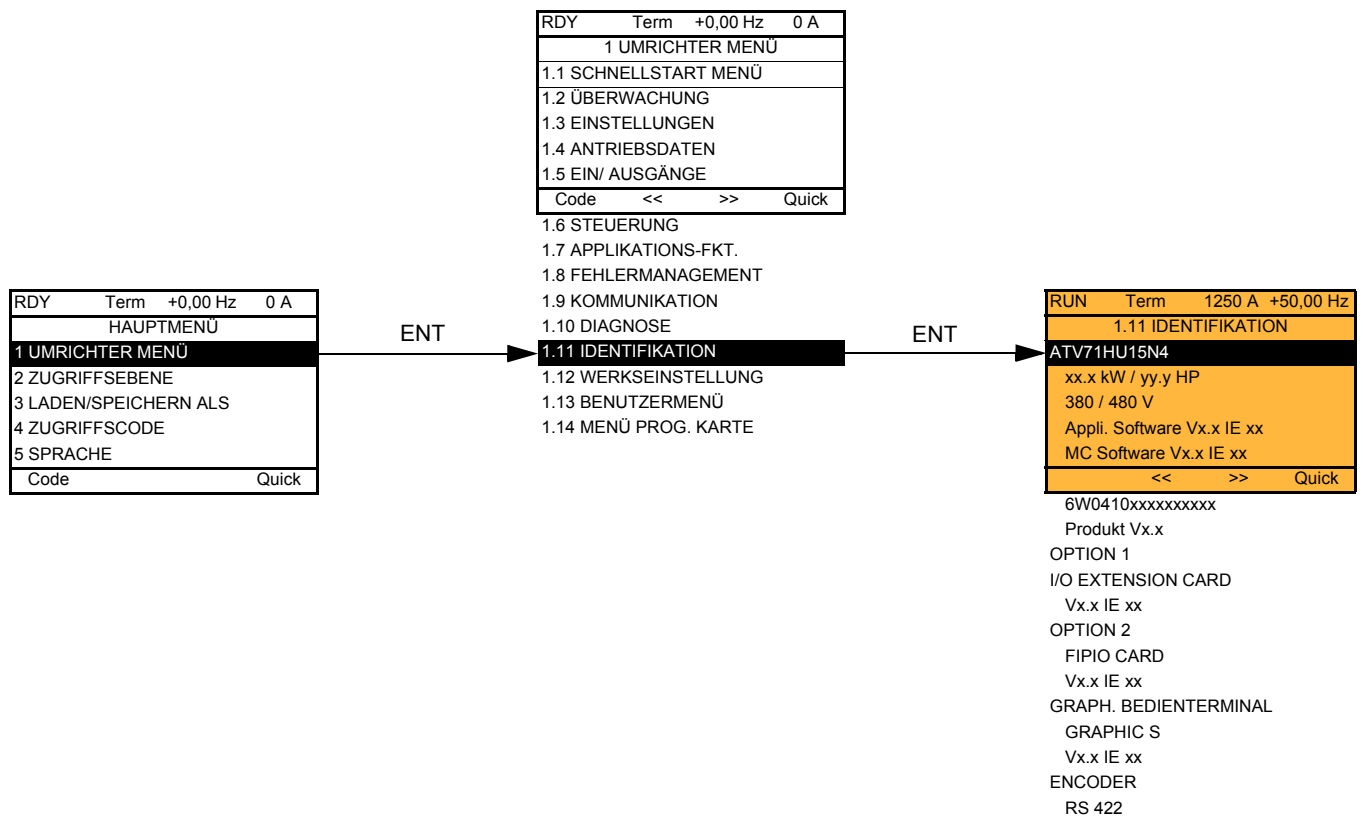 RDY Term +0,00 Hz 0 A
1 UMRICHTER MENÜ
1.1 SCHNELLSTART MENÜ
1.2 ÜBERWACHUNG
1.3 EINSTELLUNGEN
1.4 ANTRIEBSDATEN
1.5 EIN/ AUSGÄNGE
Code << >> Quick
1.6 STEUERUNG
1.7 APPLIKATIONS-FKT.
1.8 FEHLERMANAGEMENT
1.9 KOMMUNIKATION
1.10 DIAGNOSE
1.11 IDENTIFIKATION
1.12 WERKSEINSTELLUNG
1.13 BENUTZERMENÜ
1.14 MENÜ PROG. KARTE
RDY Term +0,00 Hz 0 A
HAUPTMENÜ
1 UMRICHTER MENÜ
2 ZUGRIFFSEBENE
3 LADEN/SPEICHERN ALS
4 ZUGRIFFSCODE
5 SPRACHE
Code Quick
ENT
ENT
RUN Term 1250 A +50,00 Hz
1.11 IDENTIFIKATION
ATV71HU15N4
xx.x kW / yy.y HP
380 / 480 V
Appli. Software Vx.x IE xx
MC Software Vx.x IE xx
<< >> Quick
6W0410xxxxxxxxxx
Produkt Vx.x
OPTION 1
I/O EXTENSION CARD
Vx.x IE xx
OPTION 2
FIPIO CARD
Vx.x IE xx
GRAPH. BEDIENTERMINAL
GRAPHIC S
Vx.x IE xx
ENCODER
RS 422